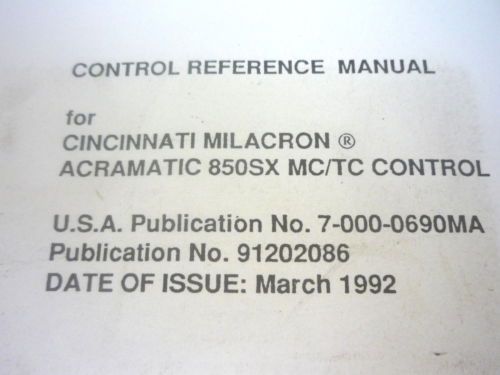 CONTROL REFERENCE MANUAL
for
CINCINNATI MILACRON ®
ACRAMATIC 850SX MC/TC CONTROL
U.S.A. Publication No. 7-000-0690MA
Publication No. 91202086
DATE OF ISSUE: March 1992